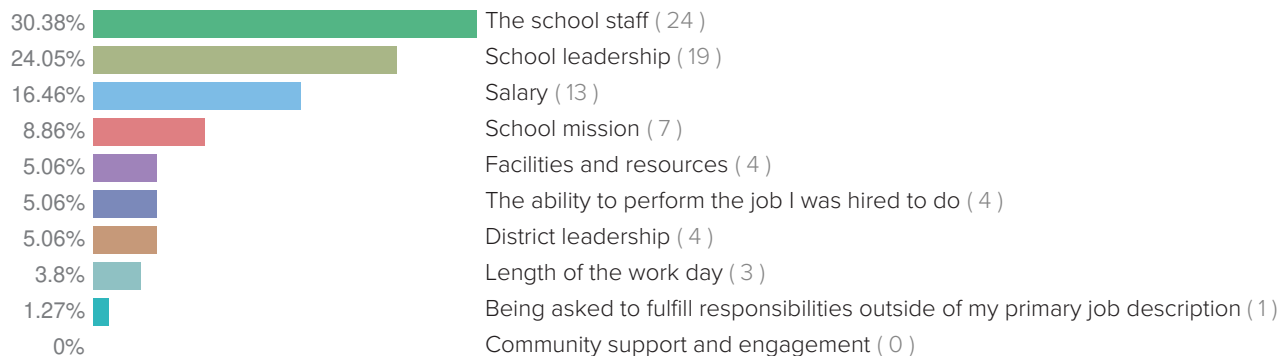 30.38% The school staff ( 24 )
24.05% School leadership ( 19 )
16.46% Salary ( 13 )
8.86% School mission ( 7 )
5.06% Facilities and resources ( 4 )
5.06% The ability to perform the job I was hired to do ( 4 )
5.06% District leadership ( 4 )
3.8% Length of the work day ( 3 )
1.27% Being asked to fulfill responsibilities outside of my primary job description ( 1 )
0% Community support and engagement ( 0 )